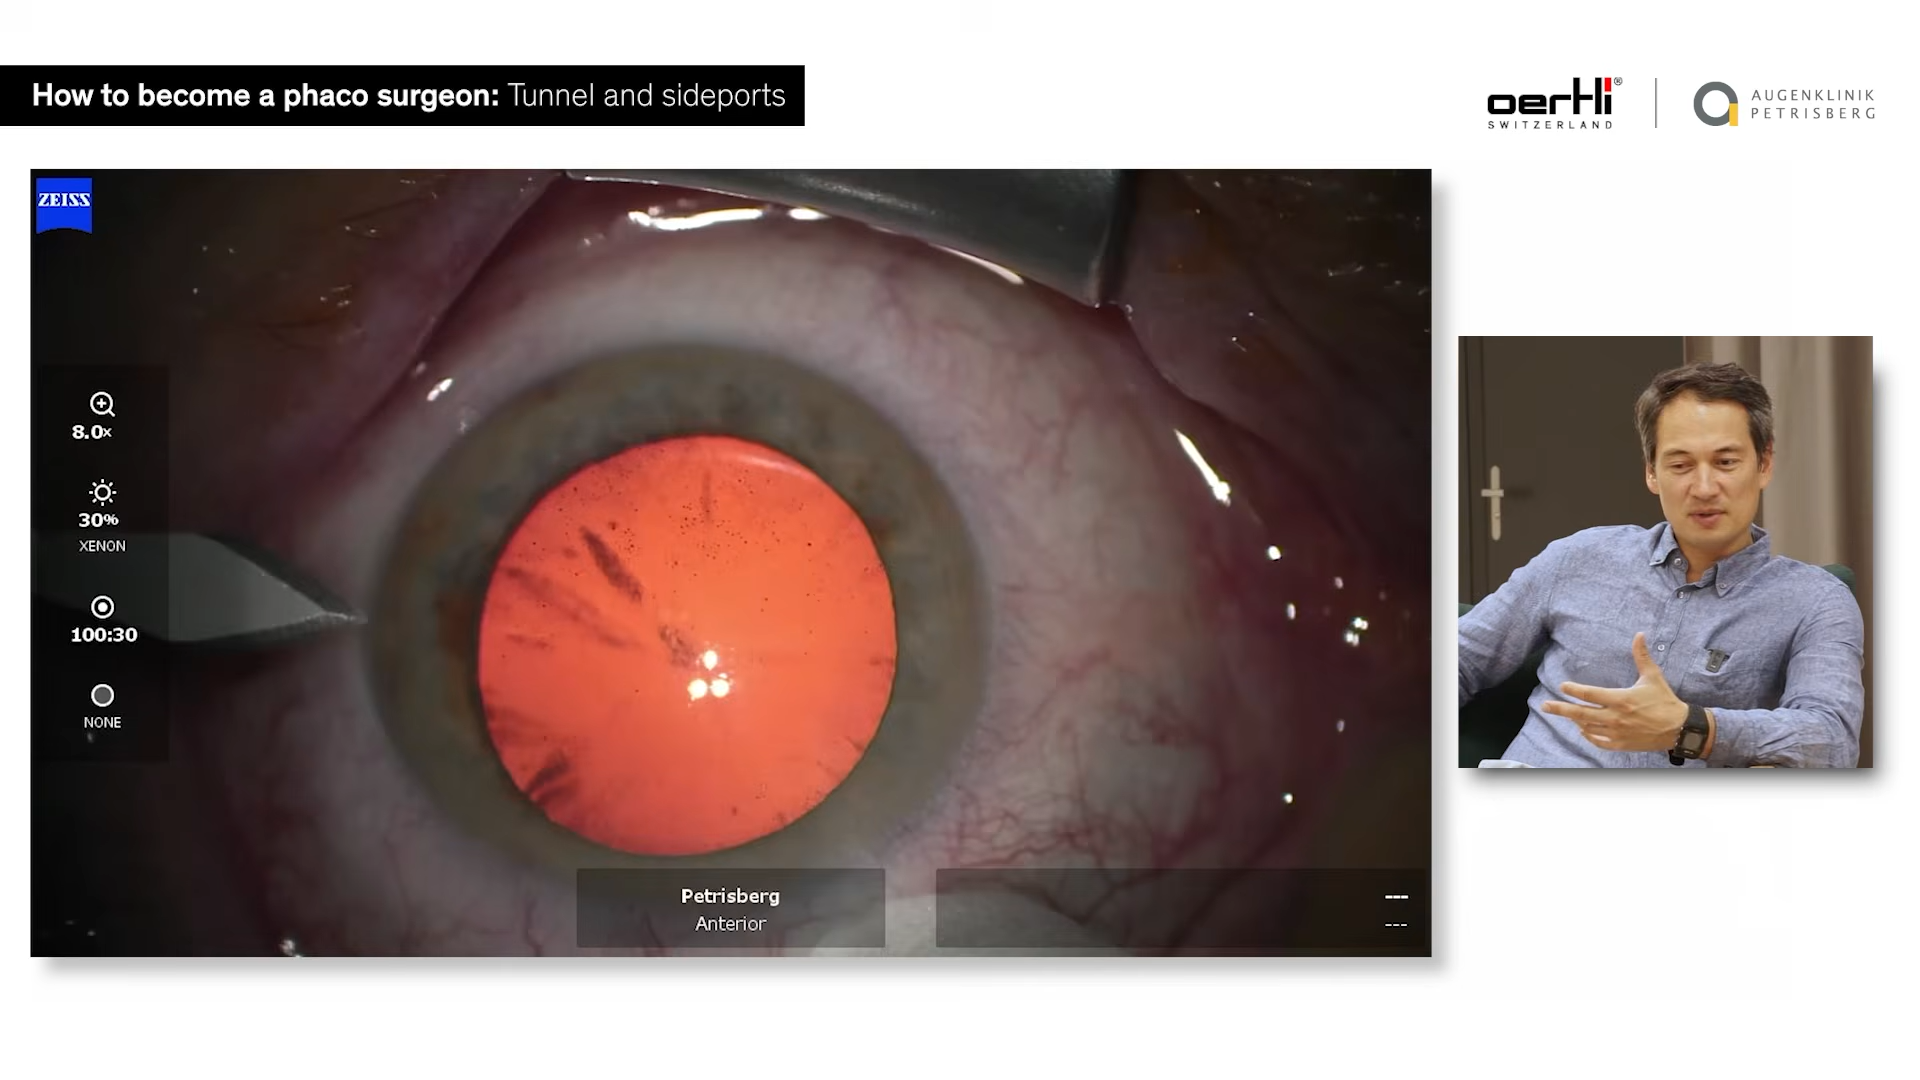 How to become a phaco surgeon: Tunnel and sideports
oertli®
SWITZERLAND
AUGENKLINIK
PETRISBERG
ZEISS
8.0x
30%
XENON
100:30
NONE
Petrisberg
Anterior
---
---